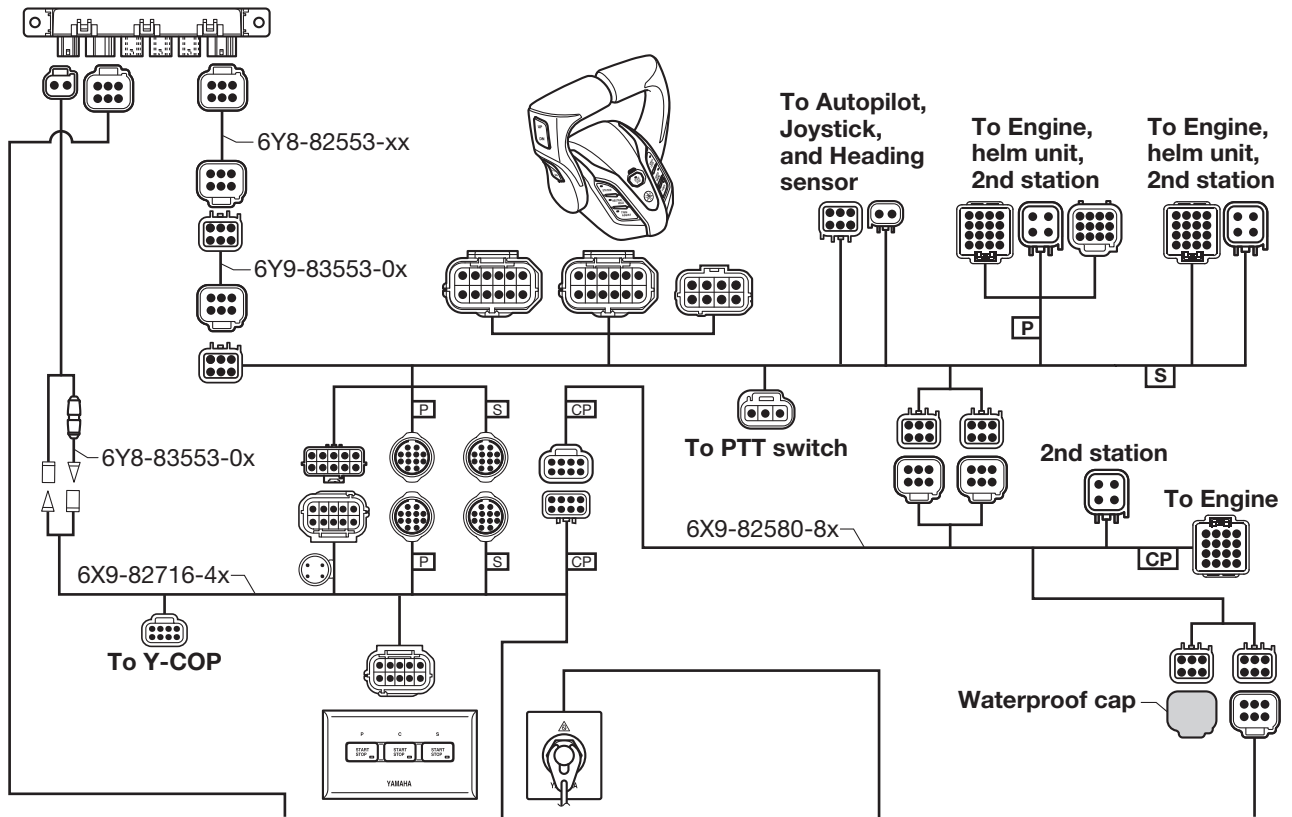 6Y8-82553-xx
6Y9-83553-0x
To Autopilot,
Joystick,
and Heading
sensor
To Engine,
helm unit,
2nd station
To Engine,
helm unit,
2nd station
P
S
P
S
CP
To PTT switch
6Y8-83553-0x
2nd station
To Engine
6X9-82580-8x
CP
P
S
CP
6X9-82716-4x
To Y-COP
Waterproof cap
P C S
START
STOP
START
STOP
START
STOP
YAMAHA